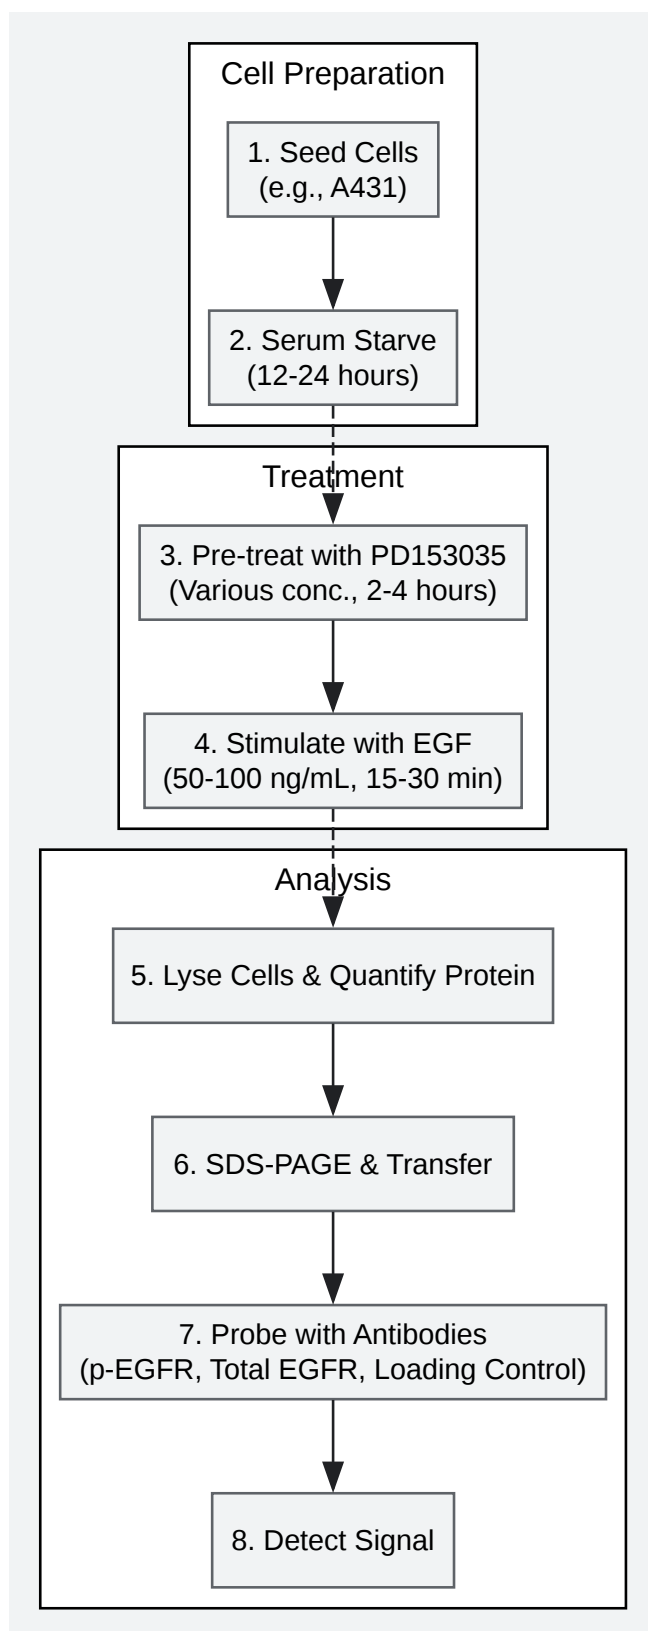 Cell Preparation
1. Seed Cells
(e.g., A431)
2. Serum Starve
(12-24 hours)
Treatment
3. Pre-treat with PD153035
(Various conc., 2-4 hours)
4. Stimulate with EGF
(50-100 ng/mL, 15-30 min)
Analysis
5. Lyse Cells & Quantify Protein
6. SDS-PAGE & Transfer
7. Probe with Antibodies
(p-EGFR, Total EGFR, Loading Control)
8. Detect Signal